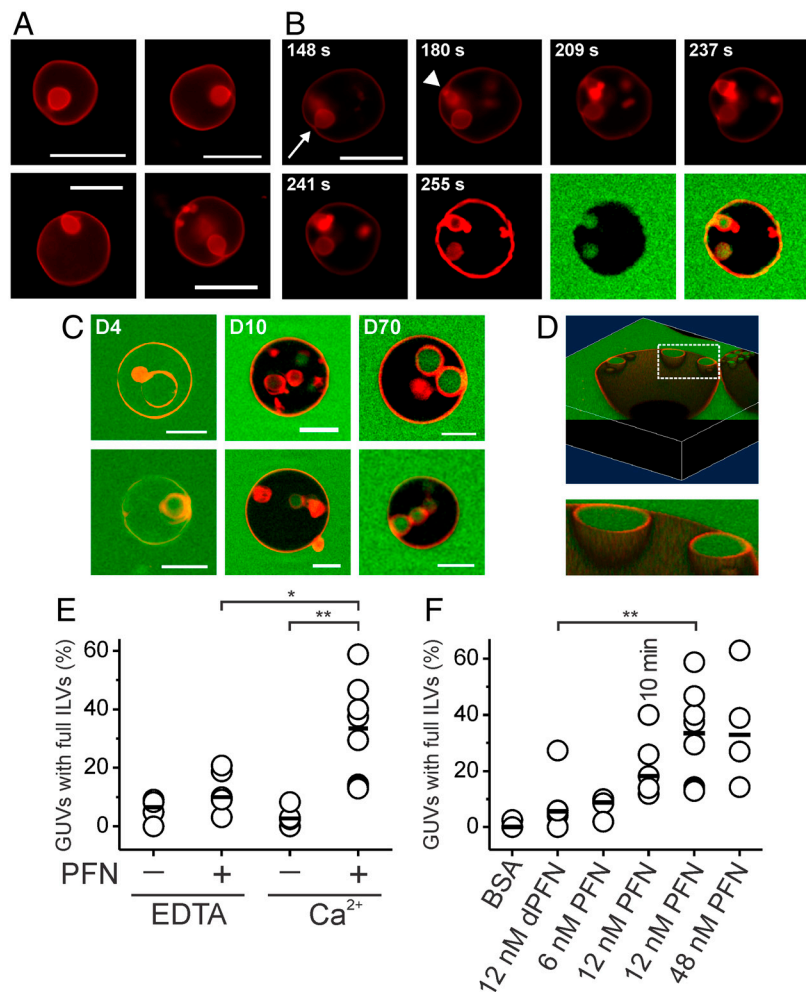 A
B
148 s
180 s
209 s
237 s
241 s
255 s
C
D4
D10
D70
D
E
GUVs with full ILVs (%)
60
40
20
0
*
**
PFN
− + − +
EDTA
Ca²⁺
F
GUVs with full ILVs (%)
60
40
20
0
**
10 min
BSA
12 nM dPFN
6 nM PFN
12 nM PFN
12 nM PFN
48 nM PFN